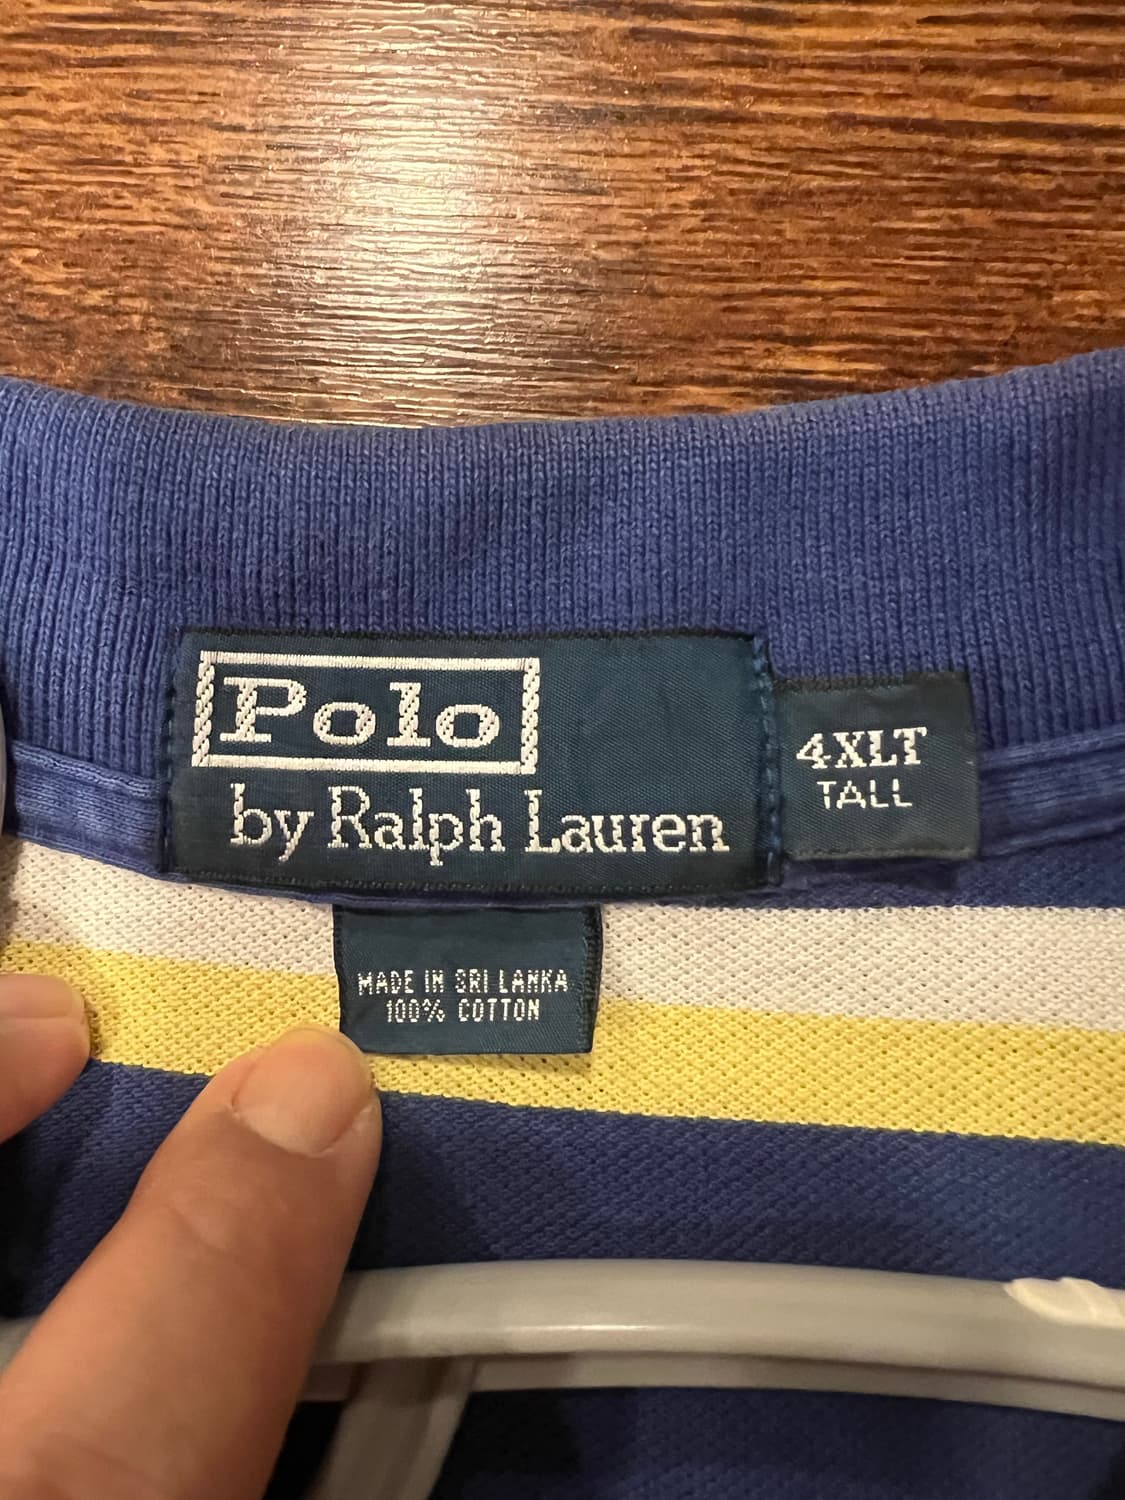 Polo
by Ralph Lauren
4XLT
TALL
MADE IN SRI LANKA
100% COTTON